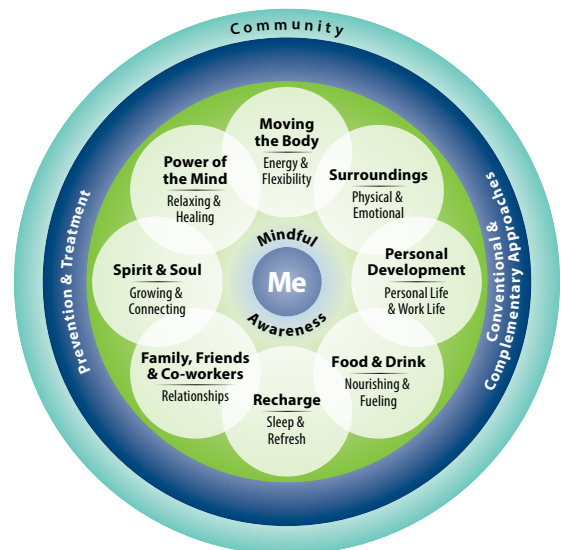 Community
Moving
the Body
Energy &
Flexibility
Surroundings
Physical &
Emotional
Personal
Development
Personal Life
& Work Life
Food & Drink
Nourishing &
Fueling
Recharge
Sleep &
Refresh
Family, Friends
& Co-workers
Relationships
Spirit & Soul
Growing &
Connecting
Power of
the Mind
Relaxing &
Healing
Mindful
Me
Awareness
Prevention & Treatment
Conventional &
Complementary Approaches